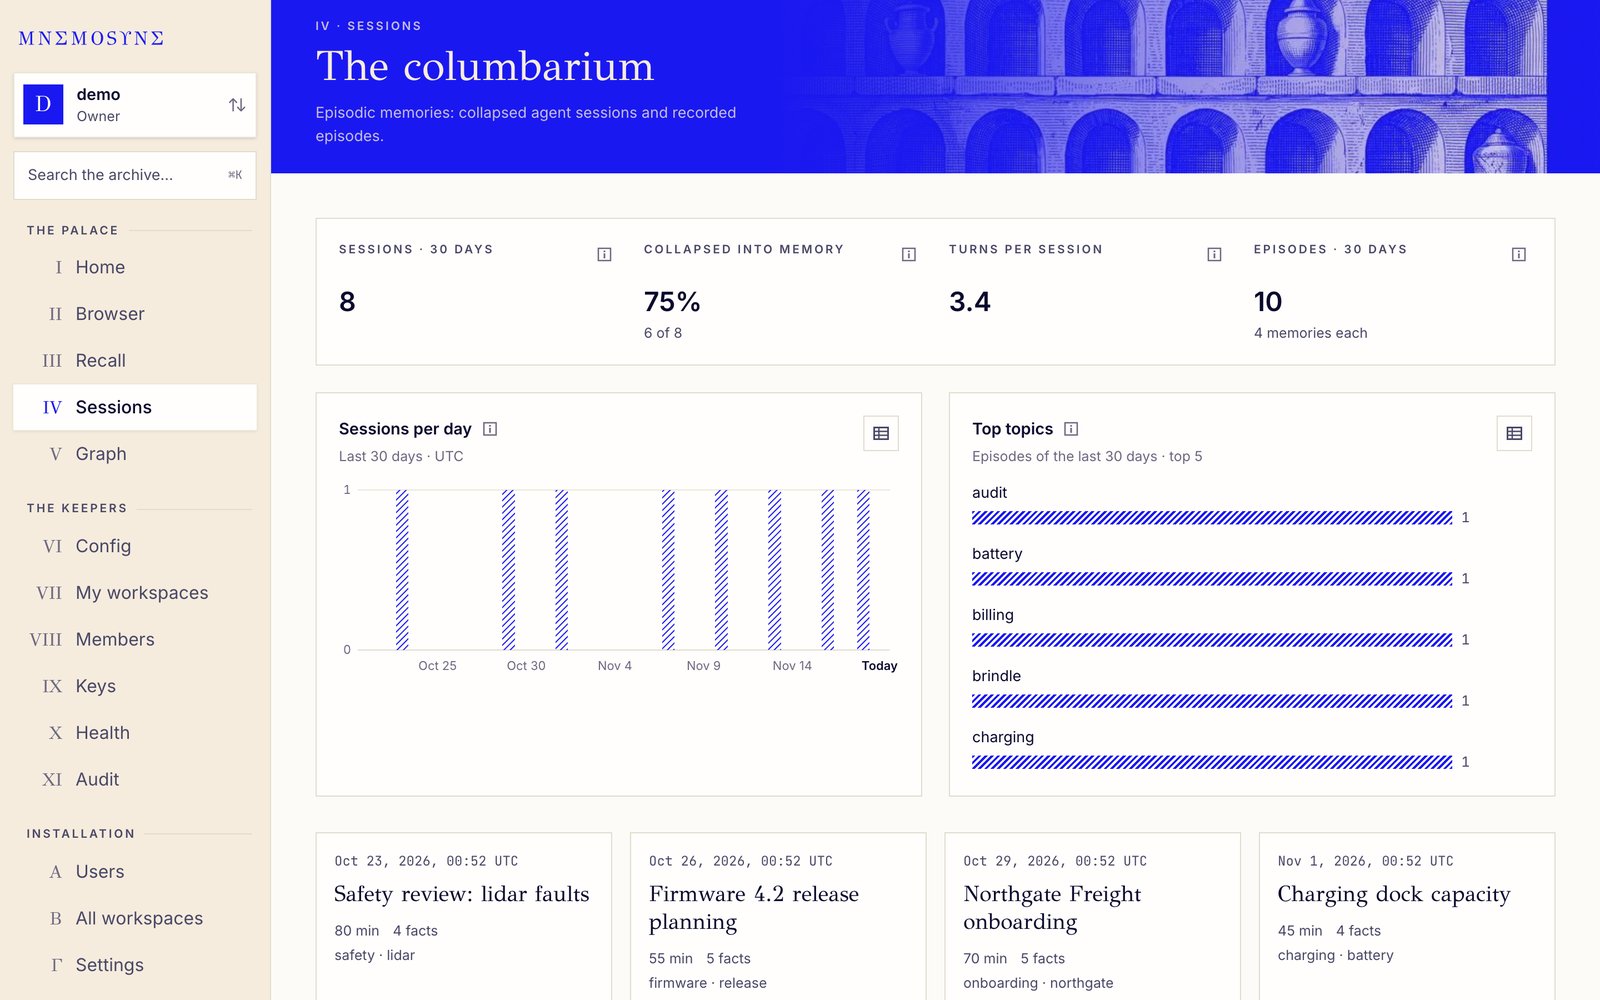 ΜΝΣΜΟSΥΝΣ
D
demo
Owner
Search the archive...
⌘K
THE PALACE
I Home
II Browser
III Recall
IV Sessions
V Graph
THE KEEPERS
VI Config
VII My workspaces
VIII Members
IX Keys
X Health
XI Audit
INSTALLATION
Α Users
Β All workspaces
Γ Settings
IV · SESSIONS
The columbarium
Episodic memories: collapsed agent sessions and recorded
episodes.
SESSIONS · 30 DAYS
8
COLLAPSED INTO MEMORY
75%
6 of 8
TURNS PER SESSION
3.4
EPISODES · 30 DAYS
10
4 memories each
Sessions per day
Last 30 days · UTC
1
0
Oct 25 Oct 30 Nov 4 Nov 9 Nov 14 Today
Top topics
Episodes of the last 30 days · top 5
audit
1
battery
1
billing
1
brindle
1
charging
1
Oct 23, 2026, 00:52 UTC
Safety review: lidar faults
80 min 4 facts
safety · lidar
Oct 26, 2026, 00:52 UTC
Firmware 4.2 release
planning
55 min 5 facts
firmware · release
Oct 29, 2026, 00:52 UTC
Northgate Freight
onboarding
70 min 5 facts
onboarding · northgate
Nov 1, 2026, 00:52 UTC
Charging dock capacity
45 min 4 facts
charging · battery